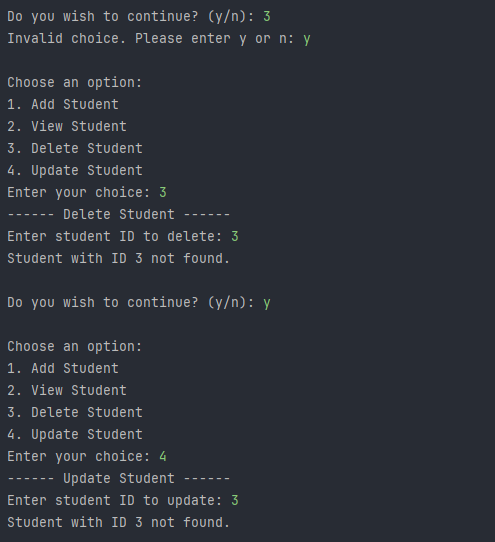 Do you wish to continue? (y/n): 3
Invalid choice. Please enter y or n: y
Choose an option:
1. Add Student
2. View Student
3. Delete Student
4. Update Student
Enter your choice: 3
------ Delete Student ------
Enter student ID to delete: 3
Student with ID 3 not found.
Do you wish to continue? (y/n): y
Choose an option:
1. Add Student
2. View Student
3. Delete Student
4. Update Student
Enter your choice: 4
------ Update Student ------
Enter student ID to update: 3
Student with ID 3 not found.